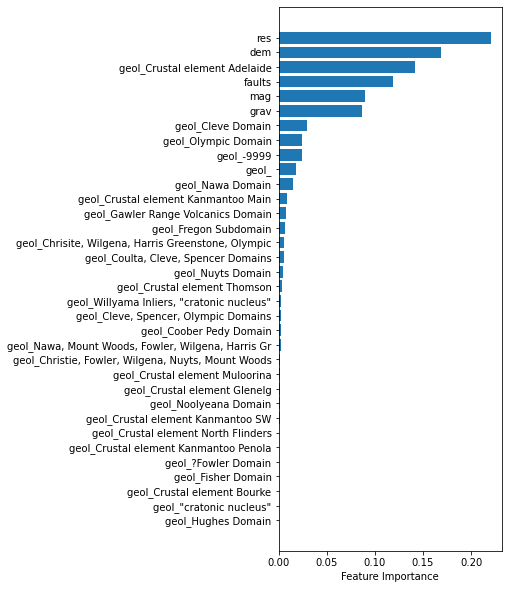 res
dem
geol_Crustal element Adelaide
faults
mag
grav
geol_Cleve Domain
geol_Olympic Domain
geol_-9999
geol_
geol_Nawa Domain
geol_Crustal element Kanmantoo Main
geol_Gawler Range Volcanics Domain
geol_Fregon Subdomain
geol_Chrisite, Wilgena, Harris Greenstone, Olympic
geol_Coulta, Cleve, Spencer Domains
geol_Nuyts Domain
geol_Crustal element Thomson
geol_Willyama Inliers, "cratonic nucleus"
geol_Cleve, Spencer, Olympic Domains
geol_Coober Pedy Domain
geol_Nawa, Mount Woods, Fowler, Wilgena, Harris Gr
geol_Christie, Fowler, Wilgena, Nuyts, Mount Woods
geol_Crustal element Muloorina
geol_Crustal element Glenelg
geol_Noolyeana Domain
geol_Crustal element Kanmantoo SW
geol_Crustal element North Flinders
geol_Crustal element Kanmantoo Penola
geol_?Fowler Domain
geol_Fisher Domain
geol_Crustal element Bourke
geol_"cratonic nucleus"
geol_Hughes Domain
0.00 0.05 0.10 0.15 0.20
Feature Importance